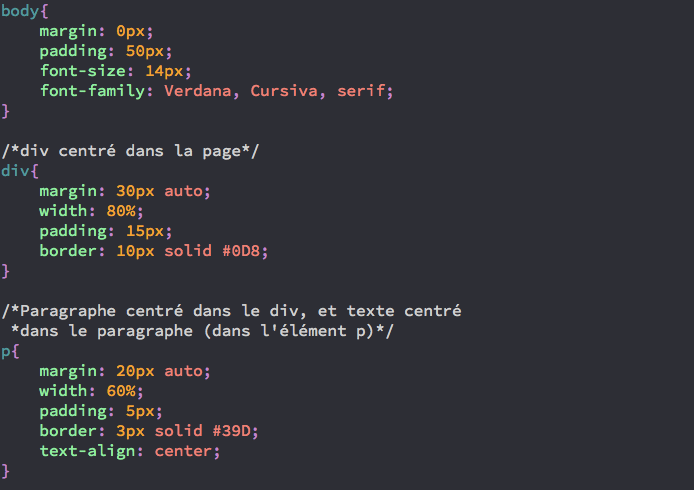 body{
    margin: 0px;
    padding: 50px;
    font-size: 14px;
    font-family: Verdana, Cursiva, serif;
}
/*div centré dans la page*/
div{
    margin: 30px auto;
    width: 80%;
    padding: 15px;
    border: 10px solid #0D8;
}
/*Paragraphe centré dans le div, et texte centré
 *dans le paragraphe (dans l'élément p)*/
p{
    margin: 20px auto;
    width: 60%;
    padding: 5px;
    border: 3px solid #39D;
    text-align: center;
}